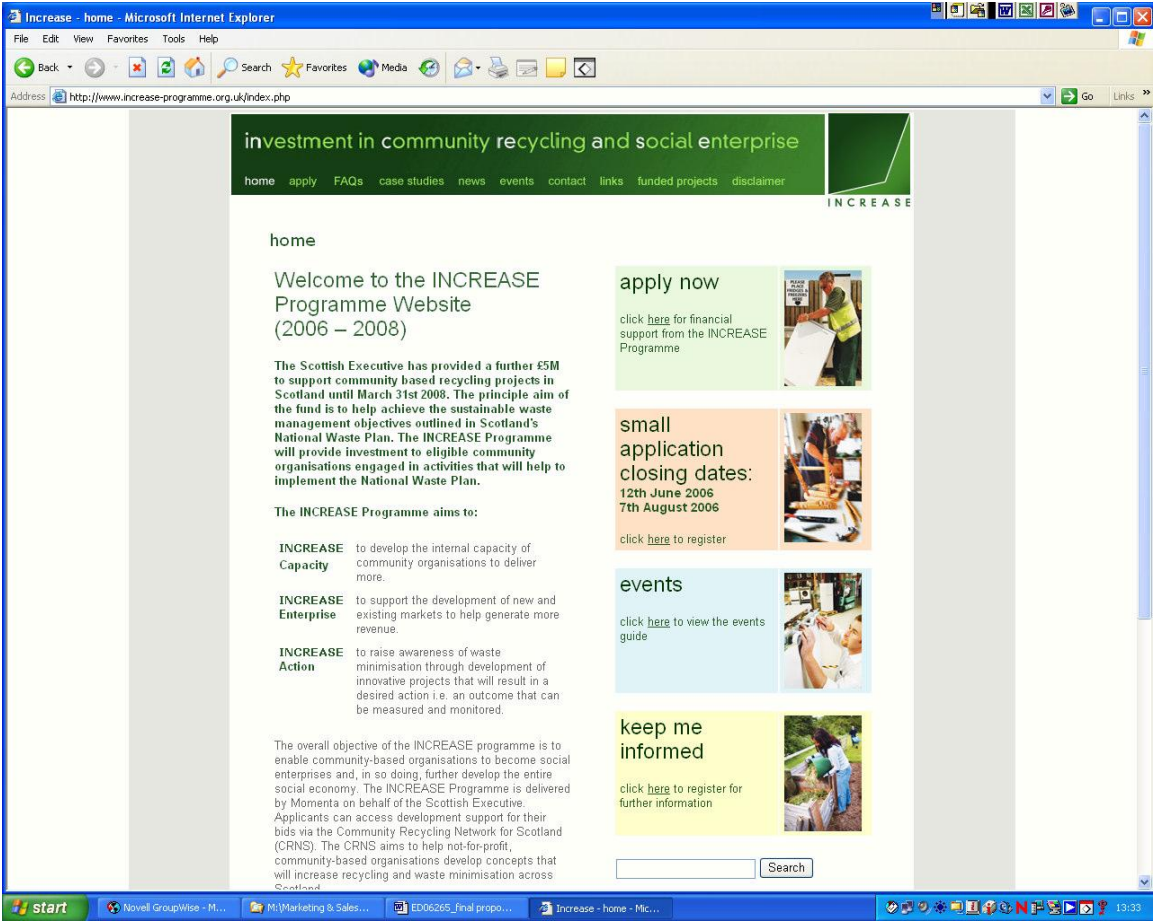 Increase - home - Microsoft Internet Explorer
File Edit View Favorites Tools Help
Back Search Favorites Media
Address http://www.increase-programme.org.uk/index.php Go Links »
investment in community recycling and social enterprise
home apply FAQs case studies news events contact links funded projects disclaimer
INCREASE
home
Welcome to the INCREASE
Programme Website
(2006 – 2008)
The Scottish Executive has provided a further £5M
to support community based recycling projects in
Scotland until March 31st 2008. The principle aim of
the fund is to help achieve the sustainable waste
management objectives outlined in Scotland's
National Waste Plan. The INCREASE Programme
will provide investment to eligible community
organisations engaged in activities that will help to
implement the National Waste Plan.
The INCREASE Programme aims to:
INCREASE Capacity
to develop the internal capacity of
community organisations to deliver
more.
INCREASE Enterprise
to support the development of new and
existing markets to help generate more
revenue.
INCREASE Action
to raise awareness of waste
minimisation through development of
innovative projects that will result in a
desired action i.e. an outcome that can
be measured and monitored.
The overall objective of the INCREASE programme is to
enable community-based organisations to become social
enterprises and, in so doing, further develop the entire
social economy. The INCREASE Programme is delivered
by Momenta on behalf of the Scottish Executive.
Applicants can access development support for their
bids via the Community Recycling Network for Scotland
(CRNS). The CRNS aims to help not-for-profit,
community-based organisations develop concepts that
will increase recycling and waste minimisation across
Scotland
apply now
click here for financial
support from the INCREASE
Programme
PLEASE
PLACE
FRIDGES &
FREEZERS
HERE
small
application
closing dates:
12th June 2006
7th August 2006
click here to register
events
click here to view the events
guide
keep me
informed
click here to register for
further information
Search
start Novell GroupWise - M... M:\Marketing & Sales... ED06265_final propo... Increase - home - Mic... 13:33